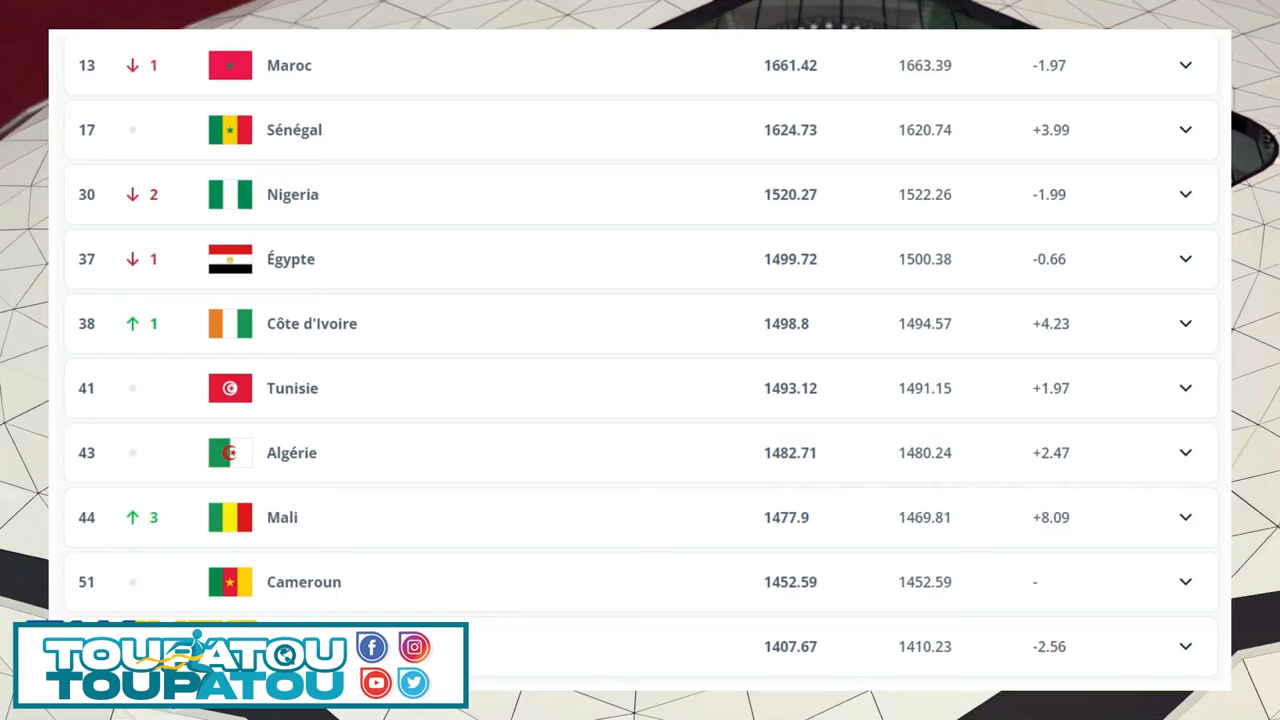 13 1 Maroc 1661.42 1663.39 -1.97
17 Sénégal 1624.73 1620.74 +3.99
30 2 Nigeria 1520.27 1522.26 -1.99
37 1 Égypte 1499.72 1500.38 -0.66
38 1 Côte d'Ivoire 1498.8 1494.57 +4.23
41 Tunisie 1493.12 1491.15 +1.97
43 Algérie 1482.71 1480.24 +2.47
44 3 Mali 1477.9 1469.81 +8.09
51 Cameroun 1452.59 1452.59 -
1407.67 1410.23 -2.56
TOUPATOU
TOUPATOU